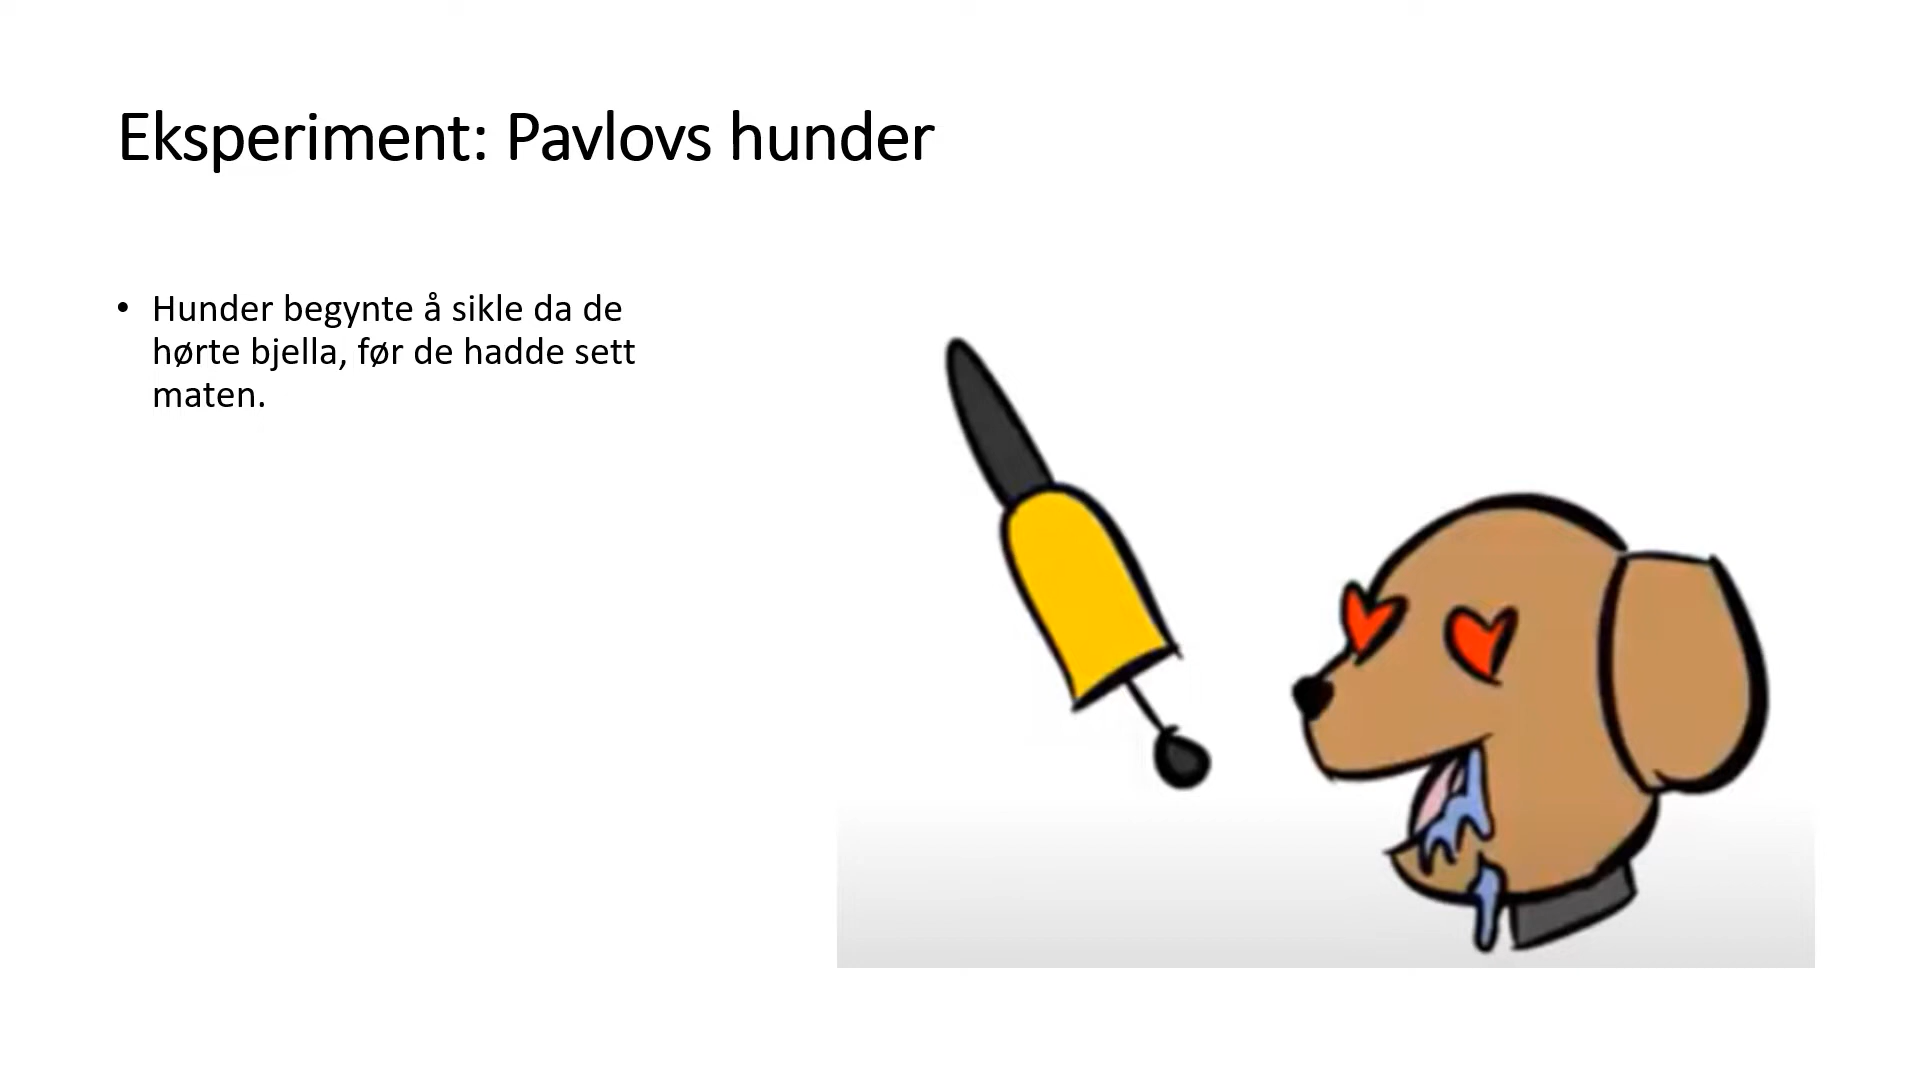 Eksperiment: Pavlovs hunder
• Hunder begynte å sikle da de
hørte bjella, før de hadde sett
maten.